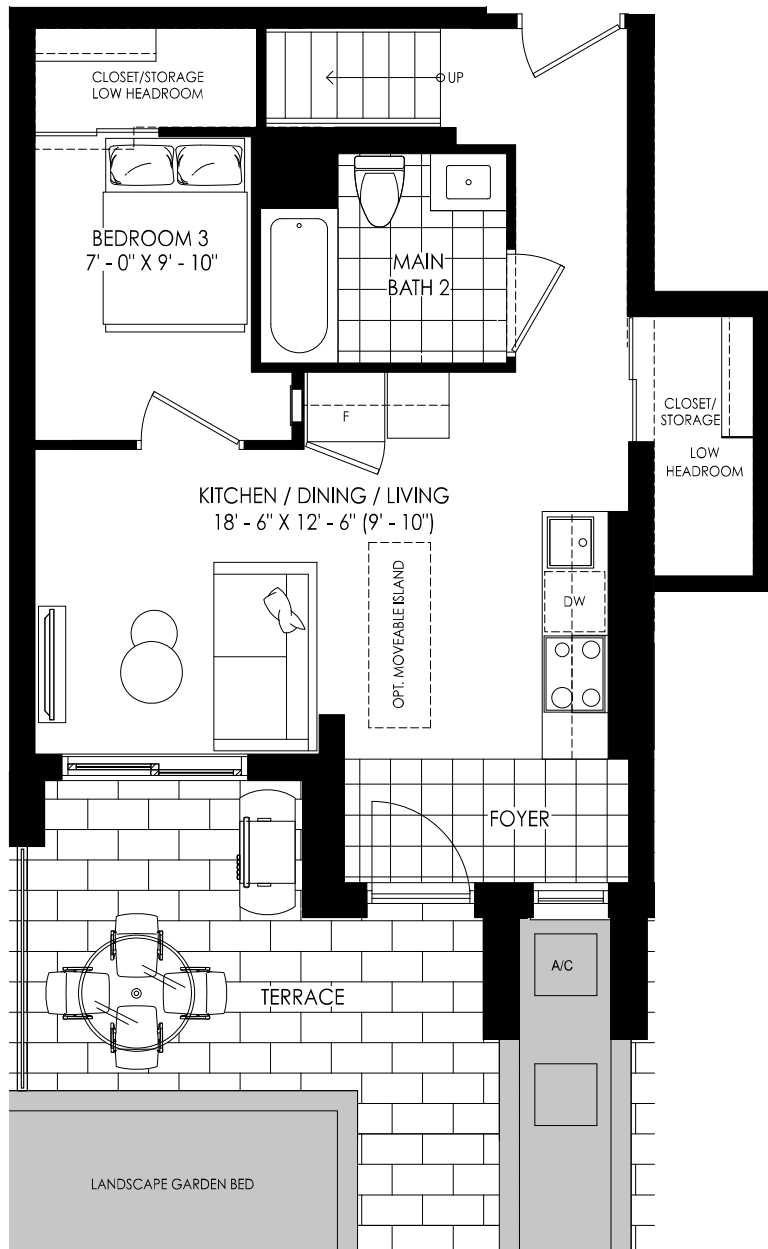 CLOSET/STORAGE
LOW HEADROOM
UP
BEDROOM 3
7' - 0" X 9' - 10"
MAIN
BATH 2
F
CLOSET/
STORAGE
LOW
HEADROOM
KITCHEN / DINING / LIVING
18' - 6" X 12' - 6" (9' - 10")
OPT. MOVEABLE ISLAND
DW
FOYER
A/C
TERRACE
LANDSCAPE GARDEN BED